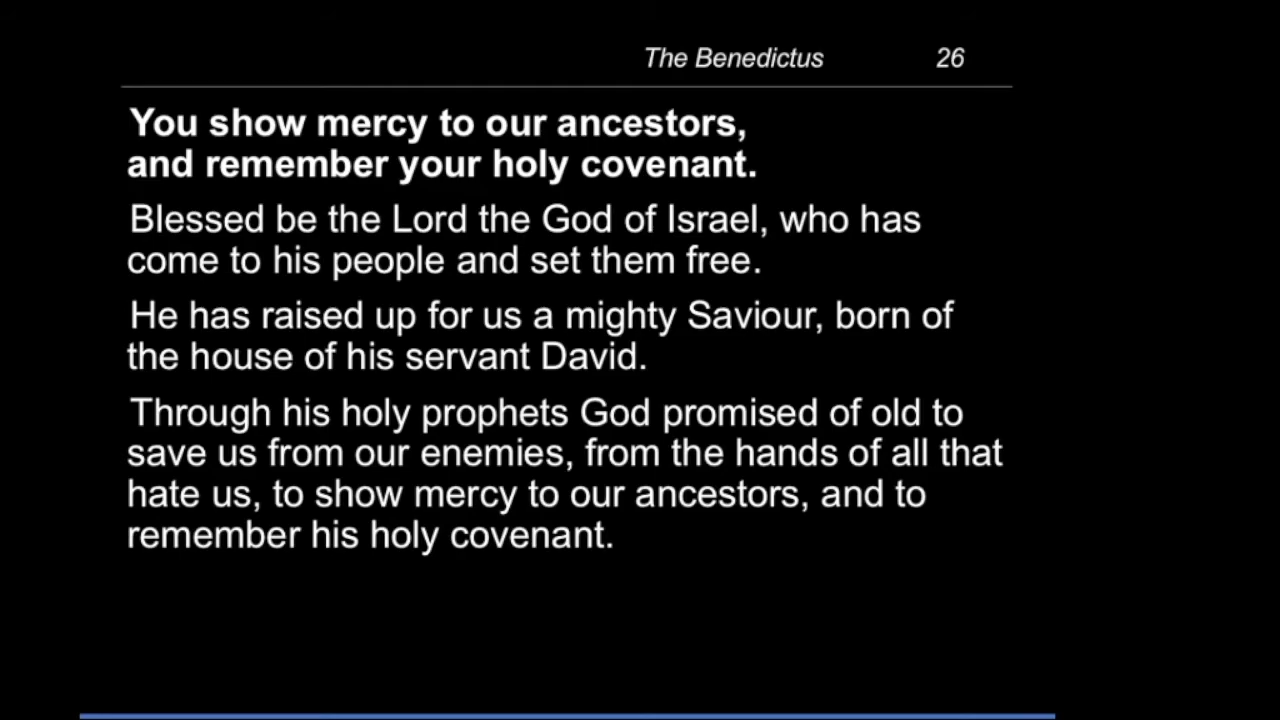 The Benedictus 26
You show mercy to our ancestors,
and remember your holy covenant.
Blessed be the Lord the God of Israel, who has
come to his people and set them free.
He has raised up for us a mighty Saviour, born of
the house of his servant David.
Through his holy prophets God promised of old to
save us from our enemies, from the hands of all that
hate us, to show mercy to our ancestors, and to
remember his holy covenant.